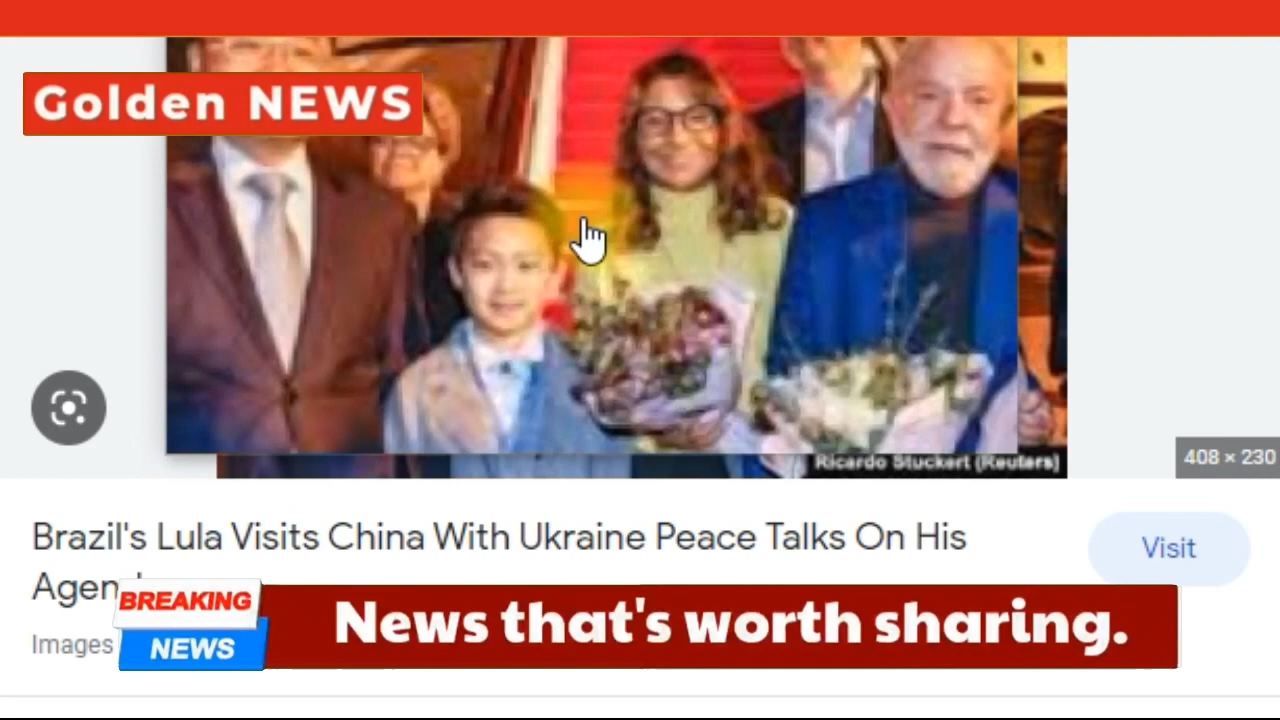 Golden NEWS
Ricardo Stuckert (Reuters)
408 × 230
Brazil's Lula Visits China With Ukraine Peace Talks On His
Visit
BREAKING
NEWS
News that's worth sharing.
Images